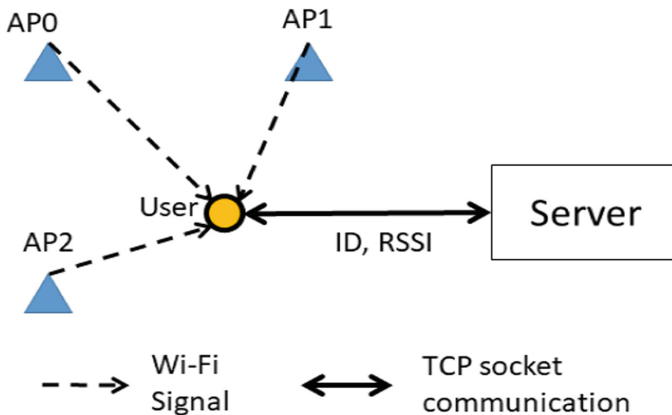 AP0
AP1
User
Server
AP2
ID, RSSI
Wi-Fi
Signal
TCP socket
communication